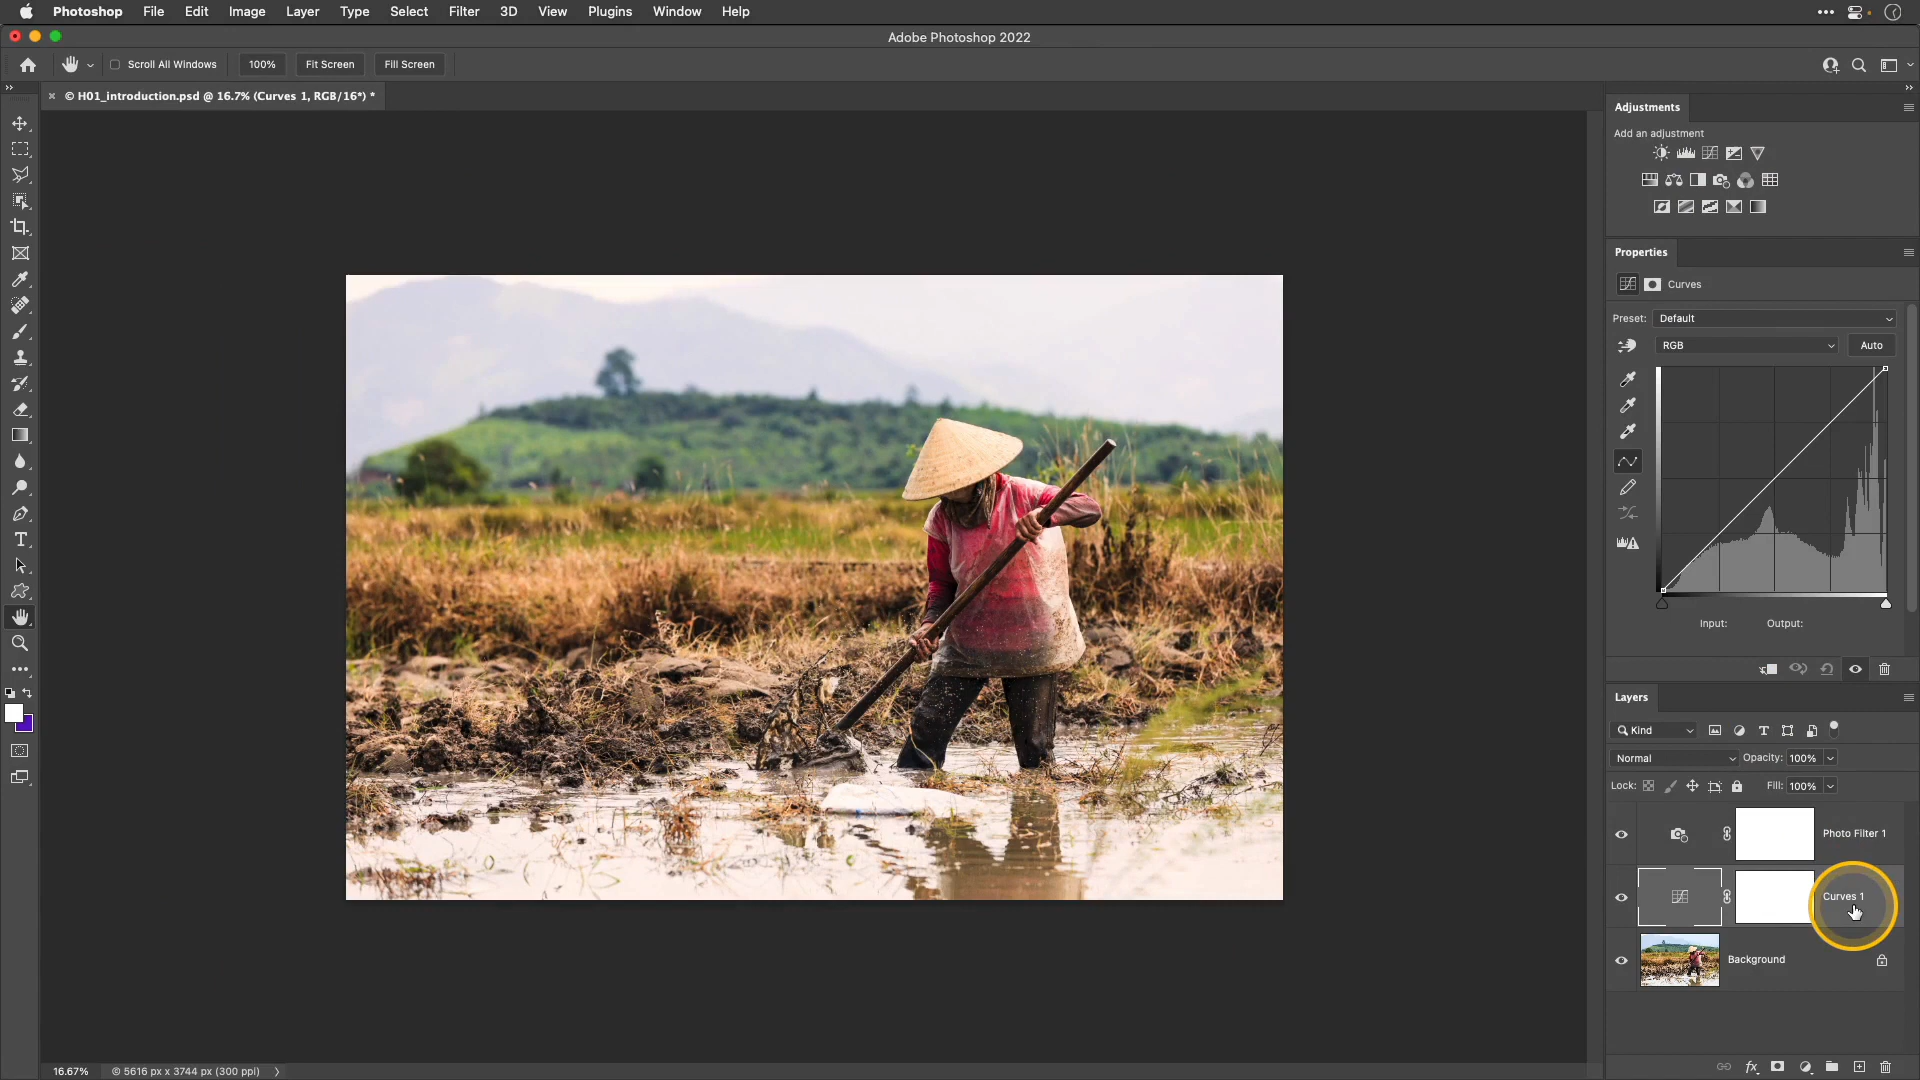 Photoshop File Edit Image Layer Type Select Filter 3D View Plugins Window Help
Adobe Photoshop 2022
Scroll All Windows 100% Fit Screen Fill Screen
© H01_introduction.psd @ 16.7% (Curves 1, RGB/16*) *
Adjustments
Add an adjustment
Properties
Curves
Preset: Default
RGB Auto
Input: Output:
Layers
Kind
Normal Opacity: 100%
Lock: Fill: 100%
Photo Filter 1
Curves 1
Background
16.67% © 5616 px x 3744 px (300 ppi)